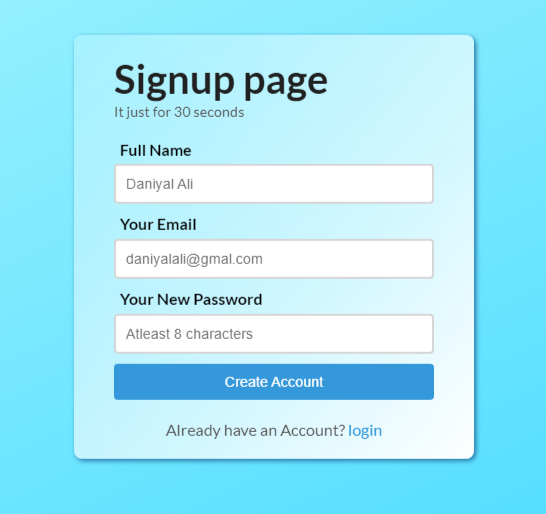 Signup page
It just for 30 seconds
Full Name
Daniyal Ali
Your Email
daniyalali@gmal.com
Your New Password
Atleast 8 characters
Create Account
Already have an Account? login